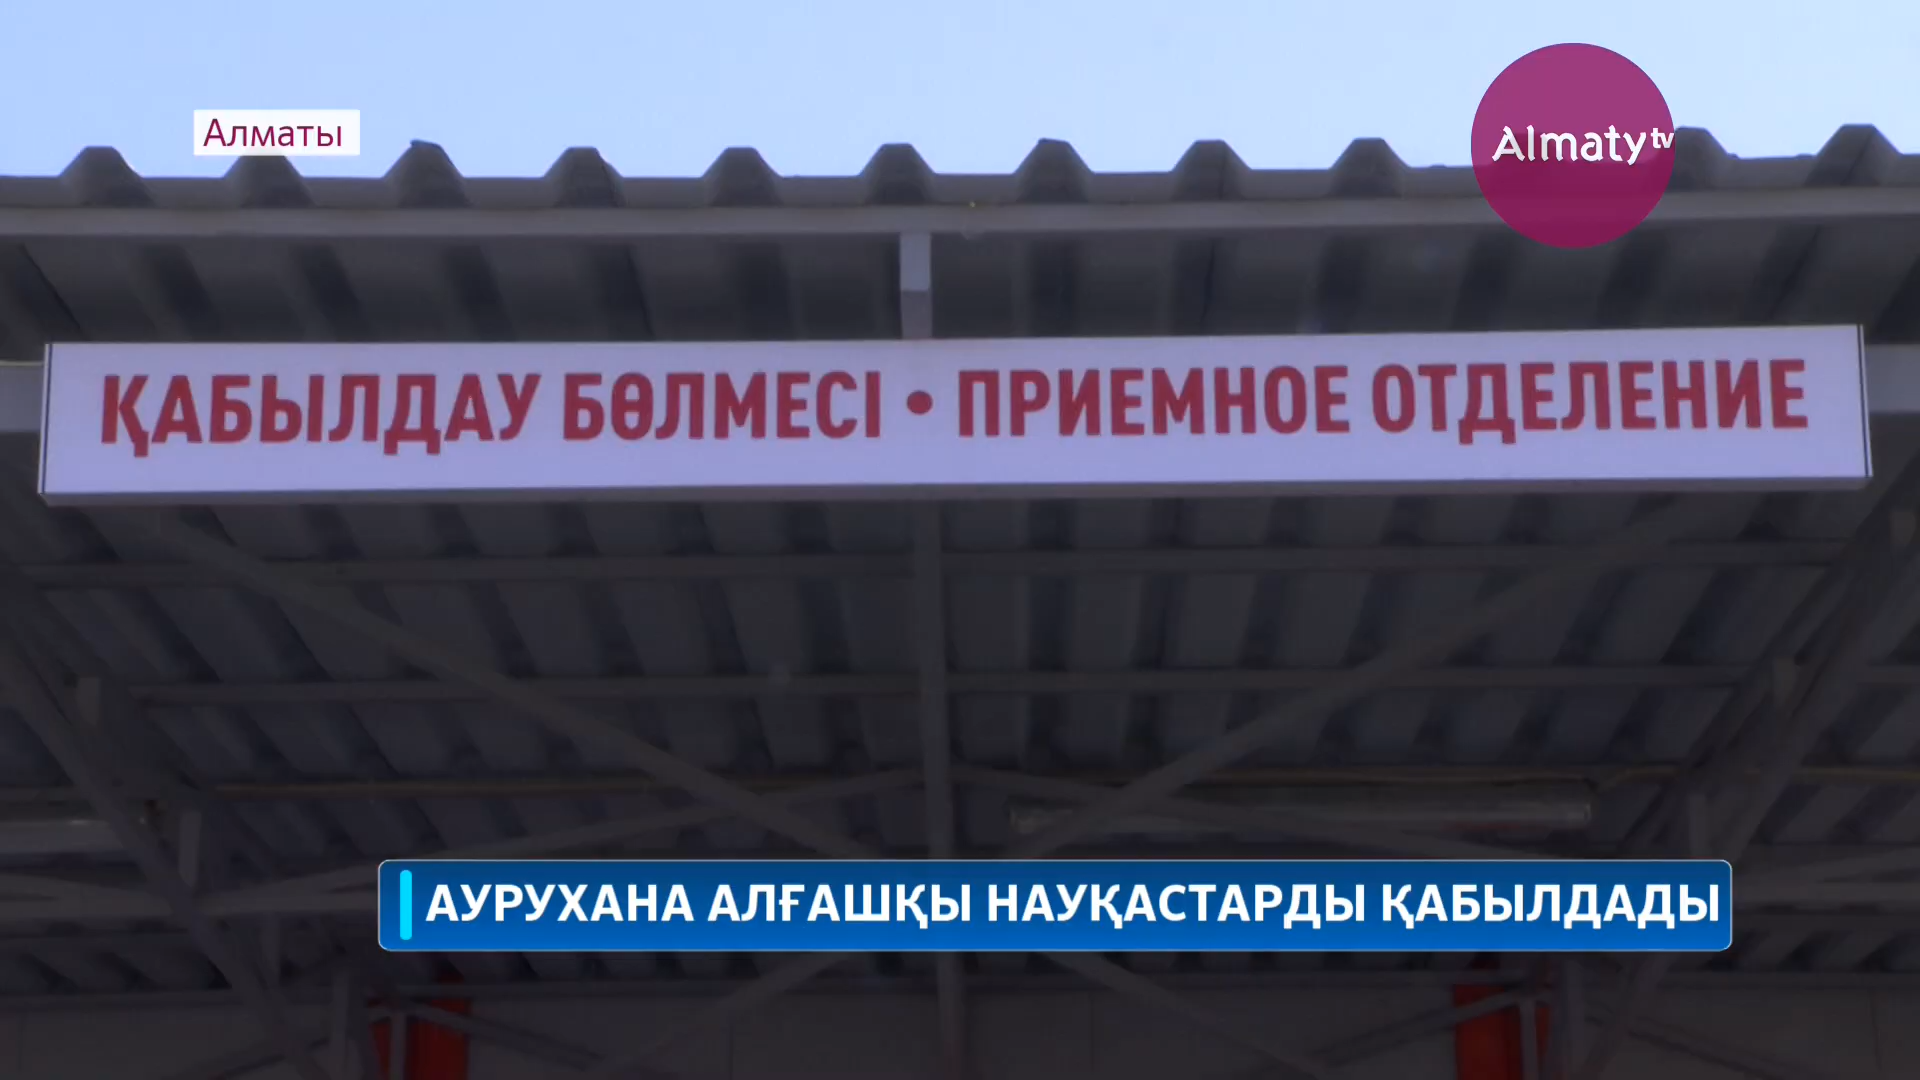 Алматы
Almaty tv
ҚАБЫЛДАУ БӨЛМЕСІ • ПРИЕМНОЕ ОТДЕЛЕНИЕ
АУРУХАНА АЛҒАШҚЫ НАУҚАСТАРДЫ ҚАБЫЛДАДЫ